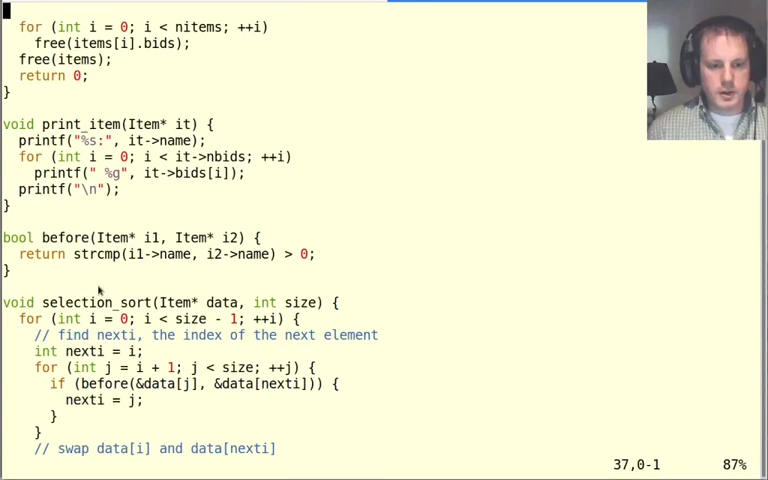 for (int i = 0; i < nitems; ++i)
free(items[i].bids);
free(items);
return 0;
}
void print_item(Item* it) {
printf("%s:", it->name);
for (int i = 0; i < it->nbids; ++i)
printf(" %g", it->bids[i]);
printf("\n");
}
bool before(Item* i1, Item* i2) {
return strcmp(i1->name, i2->name) > 0;
}
void selection_sort(Item* data, int size) {
for (int i = 0; i < size - 1; ++i) {
// find nexti, the index of the next element
int nexti = i;
for (int j = i + 1; j < size; ++j) {
if (before(&data[j], &data[nexti])) {
nexti = j;
}
}
// swap data[i] and data[nexti]
37,0-1 87%